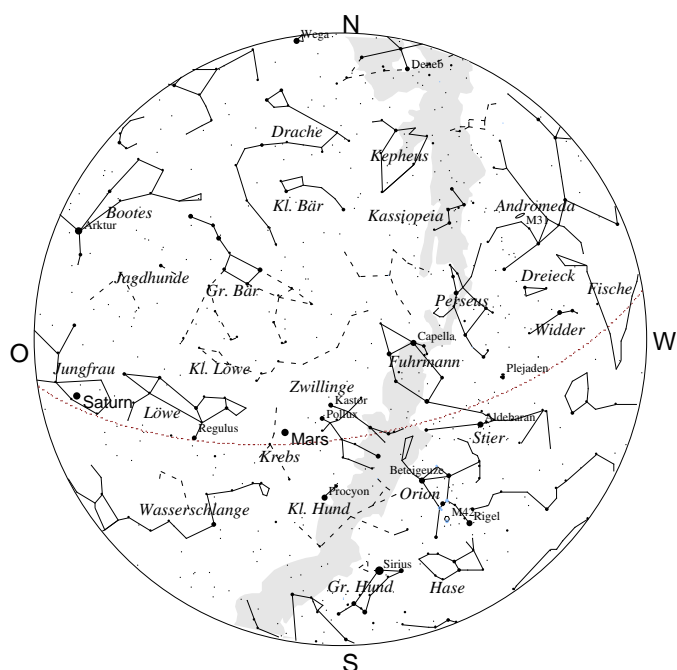 N
Wega
Deneb
Drache
Kepheus
Kl. Bär
Kassiopeia
Andromeda
M31
Bootes
Arktur
Jagdhunde
Gr. Bär
Dreieck
Fische
Perseus
Widder
O
W
Capella
Fuhrmann
Jungfrau
Kl. Löwe
Plejaden
Zwillinge
Saturn
Löwe
Kastor
Pollux
Aldebaran
Regulus
Mars
Stier
Krebs
Beteigeuze
Procyon
Orion
Wasserschlange
Kl. Hund
M42
Rigel
Sirius
Gr. Hund
Hase
S